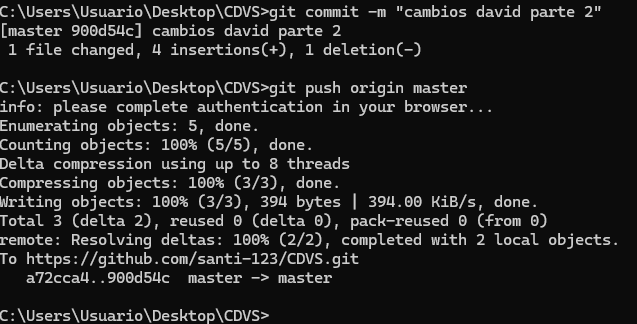 C:\Users\Usuario\Desktop\CDVS>git commit -m "cambios david parte 2"
[master 900d54c] cambios david parte 2
 1 file changed, 4 insertions(+), 1 deletion(-)
C:\Users\Usuario\Desktop\CDVS>git push origin master
info: please complete authentication in your browser...
Enumerating objects: 5, done.
Counting objects: 100% (5/5), done.
Delta compression using up to 8 threads
Compressing objects: 100% (3/3), done.
Writing objects: 100% (3/3), 394 bytes | 394.00 KiB/s, done.
Total 3 (delta 2), reused 0 (delta 0), pack-reused 0 (from 0)
remote: Resolving deltas: 100% (2/2), completed with 2 local objects.
To https://github.com/santi-123/CDVS.git
   a72cca4..900d54c  master -> master
C:\Users\Usuario\Desktop\CDVS>